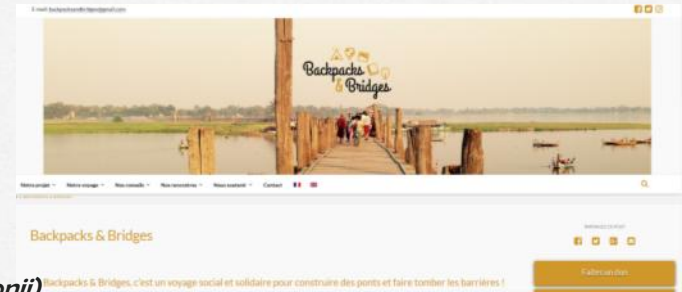 E-mail: backpacksandbridges@gmail.com
Backpacks
& Bridges
Notre projet
Notre voyage
Nos conseils
Nos rencontres
Nous soutenir
Contact
Backpacks & Bridges
Faites un don
onii)
Backpacks & Bridges, c'est un voyage social et solidaire pour construire des ponts et faire tomber les barrières !